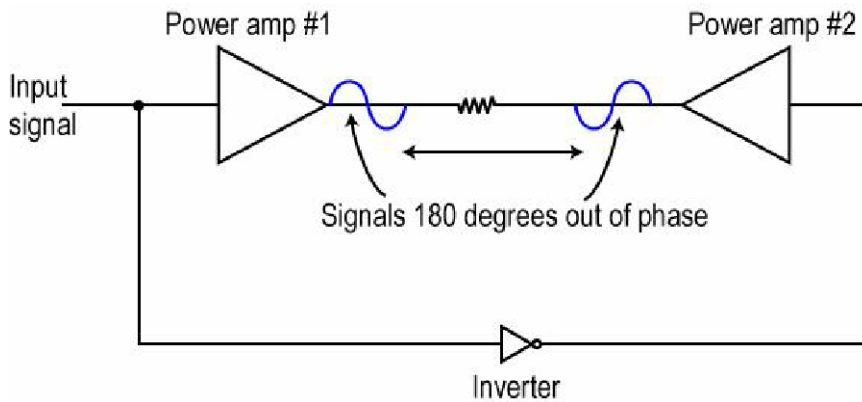 Power amp #1
Power amp #2
Input
signal
Signals 180 degrees out of phase
Inverter